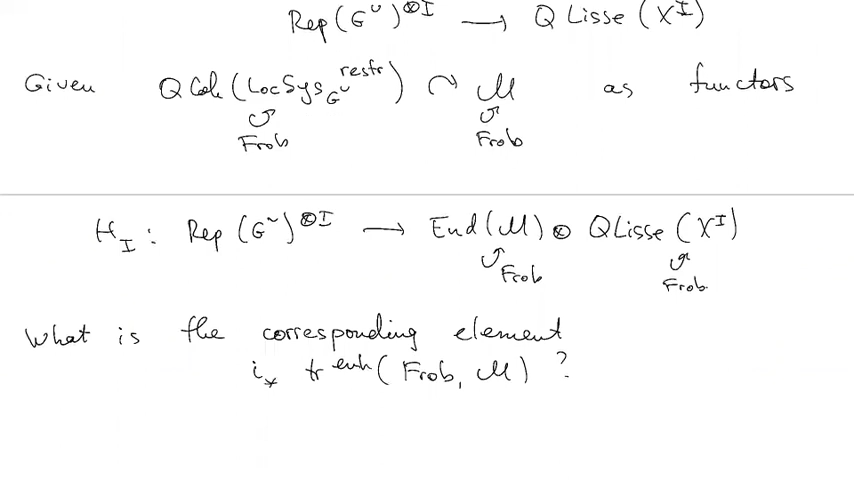 Rep(G^∨)^{⊗I} ⟶ QLisse(X^I)
Given QCoh(LocSys_{G^∨}^{restr}) ↷ M as functors
Frob Frob
H_I : Rep(G^∨)^{⊗I} ⟶ End(M) ⊗ QLisse(X^I)
Frob Frob
What is the corresponding element
i_* tr^{enh}(Frob, M) ?